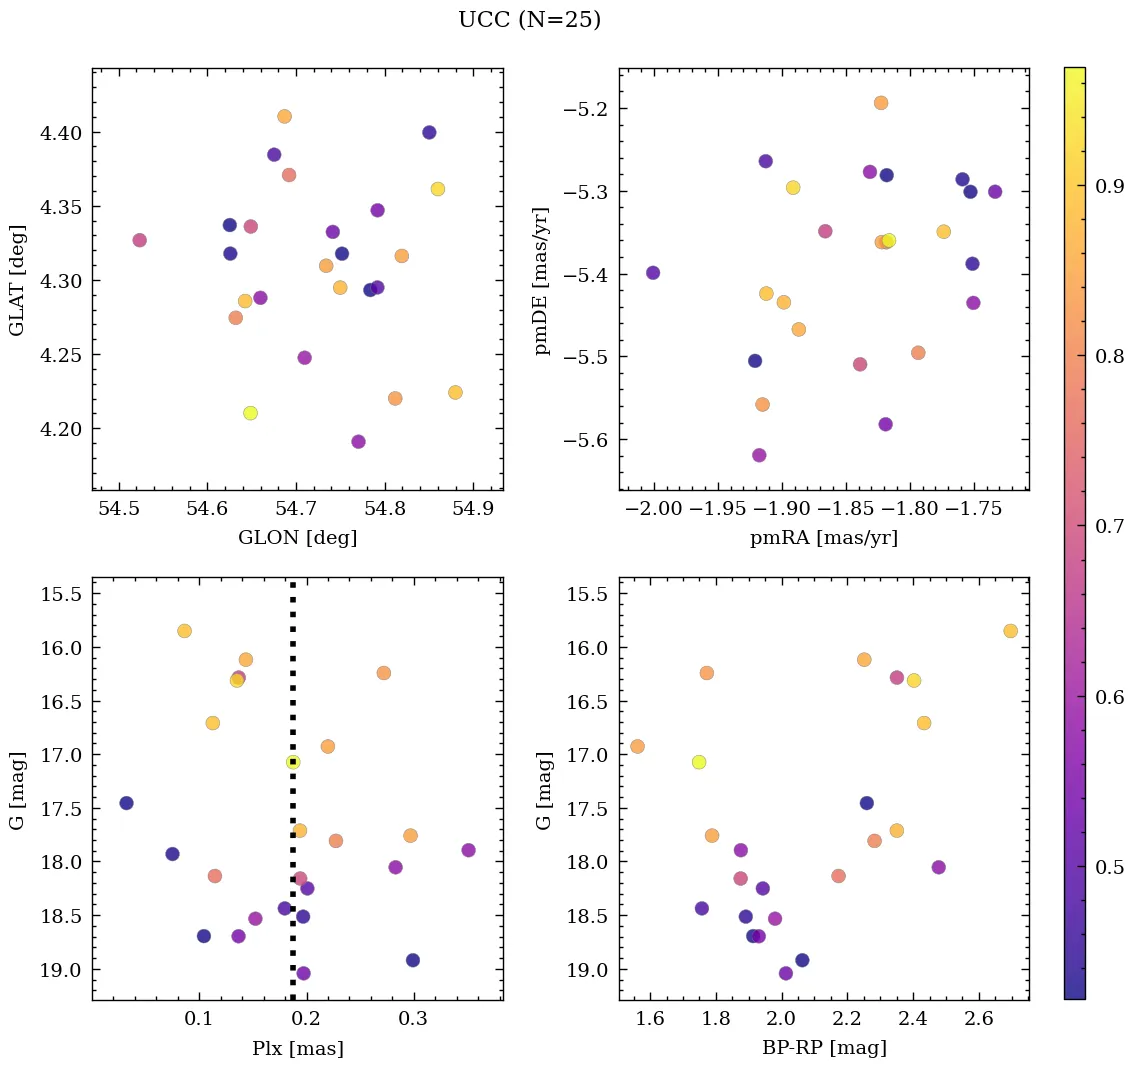 UCC (N=25)
4.40
4.35
4.30
4.25
4.20
GLAT [deg]
54.5 54.6 54.7 54.8 54.9
GLON [deg]
−5.2
−5.3
−5.4
−5.5
−5.6
pmDE [mas/yr]
−2.00 −1.95 −1.90 −1.85 −1.80 −1.75
pmRA [mas/yr]
15.5
16.0
16.5
17.0
17.5
18.0
18.5
19.0
G [mag]
0.1 0.2 0.3
Plx [mas]
15.5
16.0
16.5
17.0
17.5
18.0
18.5
19.0
G [mag]
1.6 1.8 2.0 2.2 2.4 2.6
BP-RP [mag]
0.9
0.8
0.7
0.6
0.5